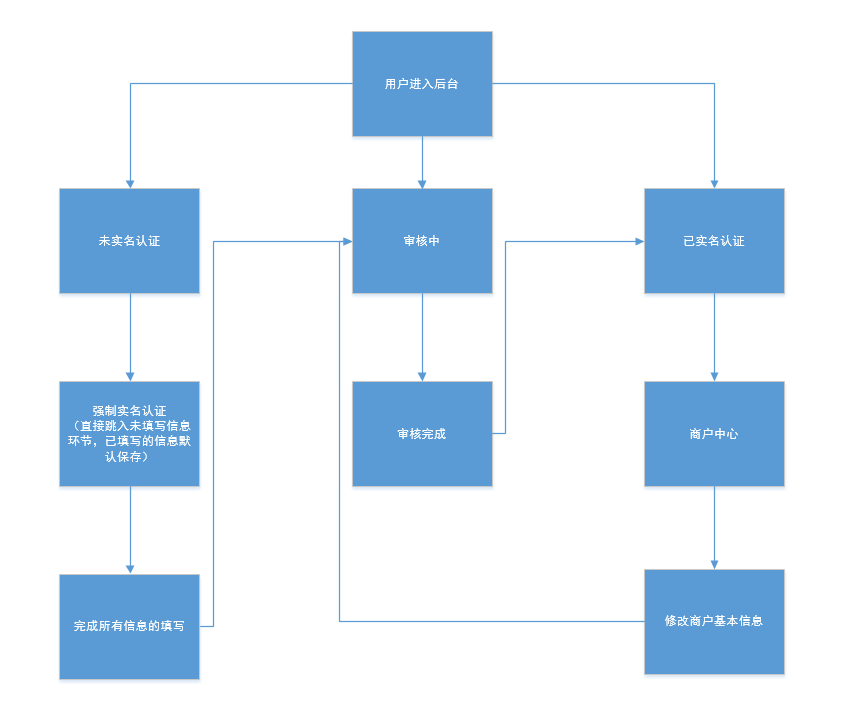 用户进入后台
未实名认证
审核中
已实名认证
强制实名认证
（直接跳入未填写信息
环节，已填写的信息默
认保存）
审核完成
商户中心
完成所有信息的填写
修改商户基本信息